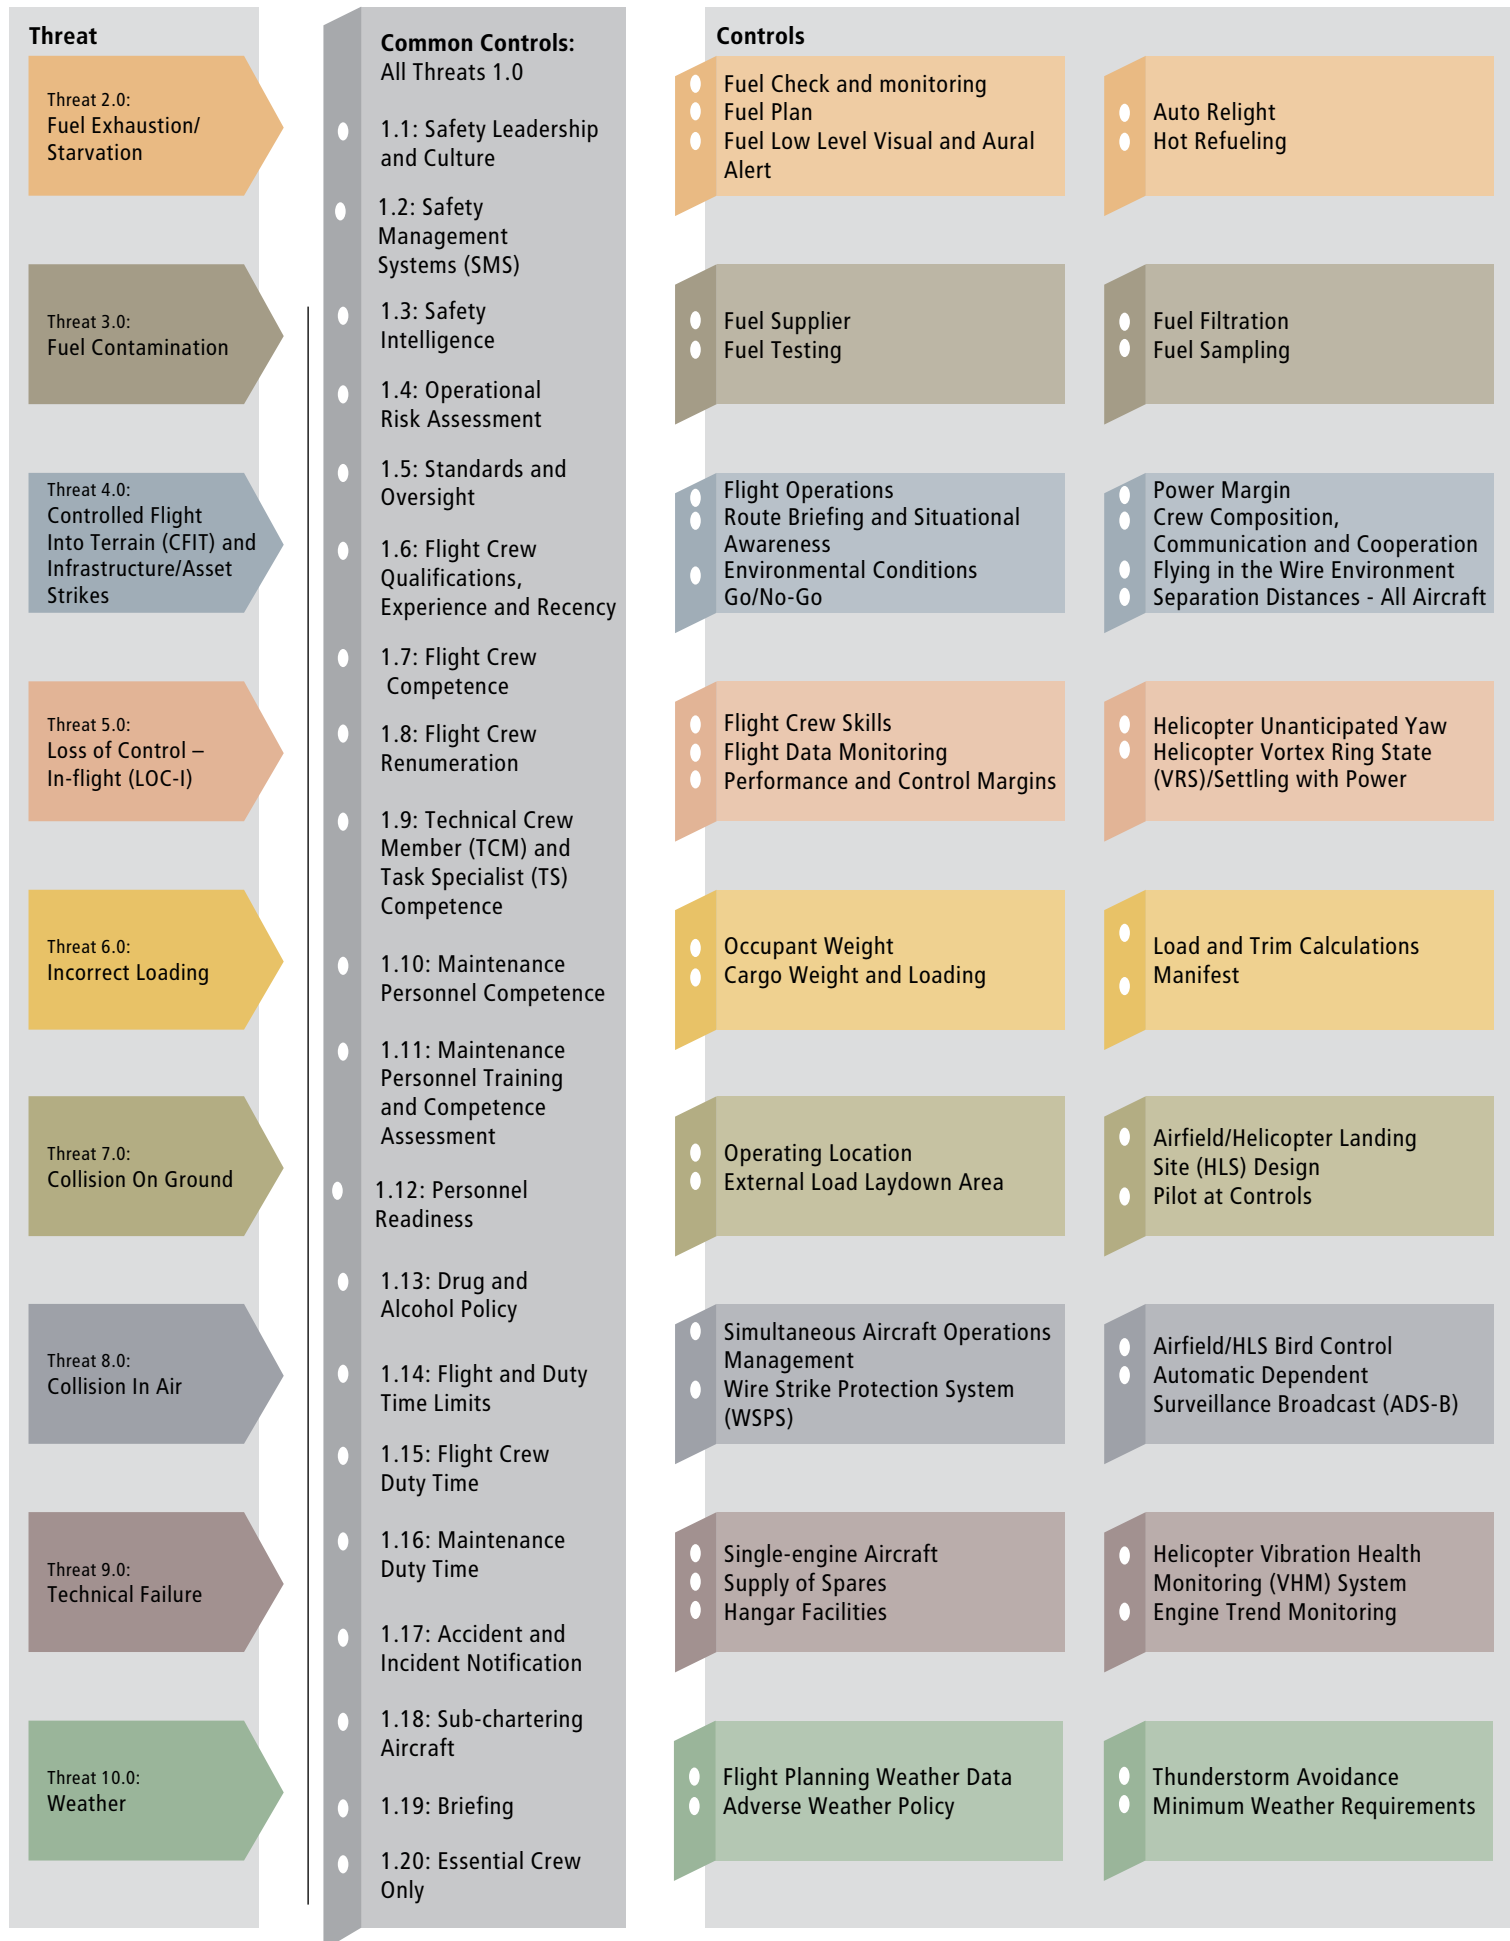 Threat
Threat 2.0:
Fuel Exhaustion/
Starvation
Threat 3.0:
Fuel Contamination
Threat 4.0:
Controlled Flight
Into Terrain (CFIT) and
Infrastructure/Asset
Strikes
Threat 5.0:
Loss of Control –
In-flight (LOC-I)
Threat 6.0:
Incorrect Loading
Threat 7.0:
Collision On Ground
Threat 8.0:
Collision In Air
Threat 9.0:
Technical Failure
Threat 10.0:
Weather
Common Controls:
All Threats 1.0
1.1: Safety Leadership
and Culture
1.2: Safety
Management
Systems (SMS)
1.3: Safety
Intelligence
1.4: Operational
Risk Assessment
1.5: Standards and
Oversight
1.6: Flight Crew
Qualifications,
Experience and Recency
1.7: Flight Crew
Competence
1.8: Flight Crew
Renumeration
1.9: Technical Crew
Member (TCM) and
Task Specialist (TS)
Competence
1.10: Maintenance
Personnel Competence
1.11: Maintenance
Personnel Training
and Competence
Assessment
1.12: Personnel
Readiness
1.13: Drug and
Alcohol Policy
1.14: Flight and Duty
Time Limits
1.15: Flight Crew
Duty Time
1.16: Maintenance
Duty Time
1.17: Accident and
Incident Notification
1.18: Sub-chartering
Aircraft
1.19: Briefing
1.20: Essential Crew
Only
Controls
Fuel Check and monitoring
Fuel Plan
Fuel Low Level Visual and Aural
Alert
Auto Relight
Hot Refueling
Fuel Supplier
Fuel Testing
Fuel Filtration
Fuel Sampling
Flight Operations
Route Briefing and Situational
Awareness
Environmental Conditions
Go/No-Go
Power Margin
Crew Composition,
Communication and Cooperation
Flying in the Wire Environment
Separation Distances - All Aircraft
Flight Crew Skills
Flight Data Monitoring
Performance and Control Margins
Helicopter Unanticipated Yaw
Helicopter Vortex Ring State
(VRS)/Settling with Power
Occupant Weight
Cargo Weight and Loading
Load and Trim Calculations
Manifest
Operating Location
External Load Laydown Area
Airfield/Helicopter Landing
Site (HLS) Design
Pilot at Controls
Simultaneous Aircraft Operations
Management
Wire Strike Protection System
(WSPS)
Airfield/HLS Bird Control
Automatic Dependent
Surveillance Broadcast (ADS-B)
Single-engine Aircraft
Supply of Spares
Hangar Facilities
Helicopter Vibration Health
Monitoring (VHM) System
Engine Trend Monitoring
Flight Planning Weather Data
Adverse Weather Policy
Thunderstorm Avoidance
Minimum Weather Requirements